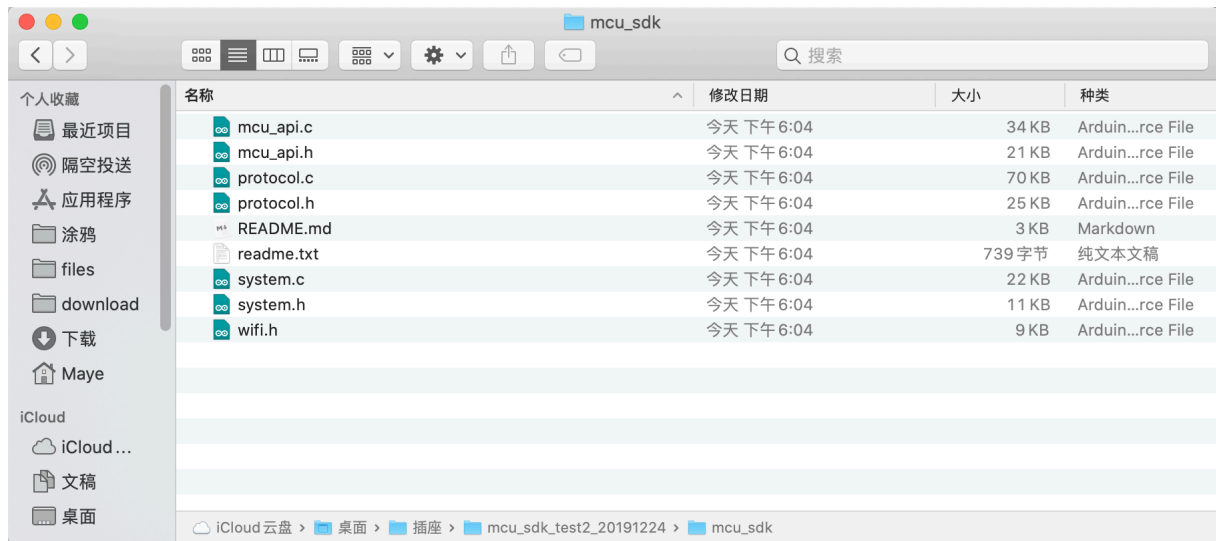 mcu_sdk
搜索
个人收藏
最近项目
隔空投送
应用程序
涂鸦
files
download
下载
Maye
iCloud
iCloud…
文稿
桌面
名称 修改日期 大小 种类
mcu_api.c 今天 下午 6:04 34 KB Arduin...rce File
mcu_api.h 今天 下午 6:04 21 KB Arduin...rce File
protocol.c 今天 下午 6:04 70 KB Arduin...rce File
protocol.h 今天 下午 6:04 25 KB Arduin...rce File
README.md 今天 下午 6:04 3 KB Markdown
readme.txt 今天 下午 6:04 739 字节 纯文本文稿
system.c 今天 下午 6:04 22 KB Arduin...rce File
system.h 今天 下午 6:04 11 KB Arduin...rce File
wifi.h 今天 下午 6:04 9 KB Arduin...rce File
iCloud 云盘 › 桌面 › 插座 › mcu_sdk_test2_20191224 › mcu_sdk